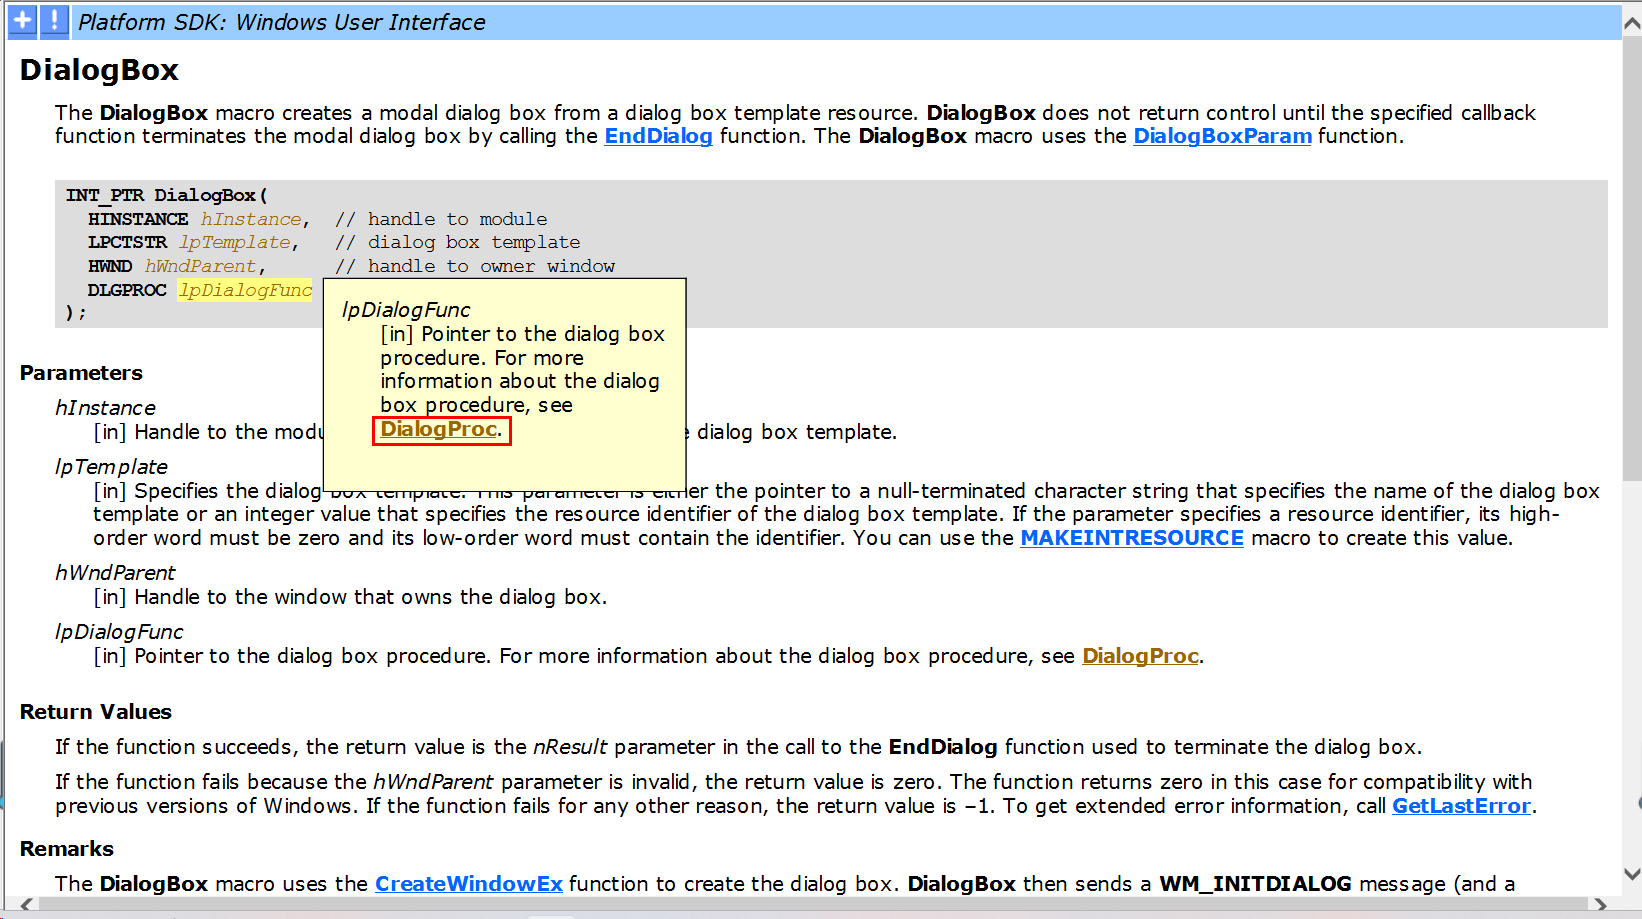 Platform SDK: Windows User Interface
DialogBox
The DialogBox macro creates a modal dialog box from a dialog box template resource. DialogBox does not return control until the specified callback
function terminates the modal dialog box by calling the EndDialog function. The DialogBox macro uses the DialogBoxParam function.
INT_PTR DialogBox(
HINSTANCE hInstance, // handle to module
LPCTSTR lpTemplate, // dialog box template
HWND hWndParent, // handle to owner window
DLGPROC lpDialogFunc
);
lpDialogFunc
[in] Pointer to the dialog box
procedure. For more
information about the dialog
box procedure, see
DialogProc.
Parameters
hInstance
[in] Handle to the modu
dialog box template.
lpTemplate
[in] Specifies the dialog box template. This parameter is either the pointer to a null-terminated character string that specifies the name of the dialog box
template or an integer value that specifies the resource identifier of the dialog box template. If the parameter specifies a resource identifier, its high-
order word must be zero and its low-order word must contain the identifier. You can use the MAKEINTRESOURCE macro to create this value.
hWndParent
[in] Handle to the window that owns the dialog box.
lpDialogFunc
[in] Pointer to the dialog box procedure. For more information about the dialog box procedure, see DialogProc.
Return Values
If the function succeeds, the return value is the nResult parameter in the call to the EndDialog function used to terminate the dialog box.
If the function fails because the hWndParent parameter is invalid, the return value is zero. The function returns zero in this case for compatibility with
previous versions of Windows. If the function fails for any other reason, the return value is –1. To get extended error information, call GetLastError.
Remarks
The DialogBox macro uses the CreateWindowEx function to create the dialog box. DialogBox then sends a WM_INITDIALOG message (and a